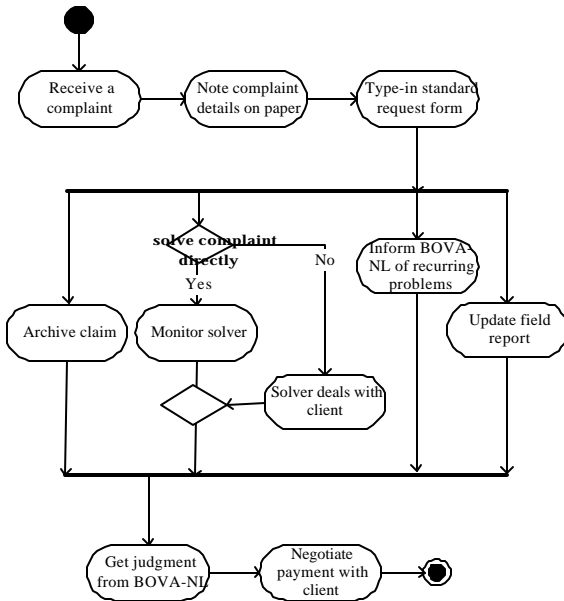 Receive a
complaint
Note complaint
details on paper
Type-in standard
request form
solve complaint
directly
No
Yes
Inform BOVA-
NL of recurring
problems
Archive claim
Monitor solver
Update field
report
Solver deals with
client
Get judgment
from BOVA-NL
Negotiate
payment with
client